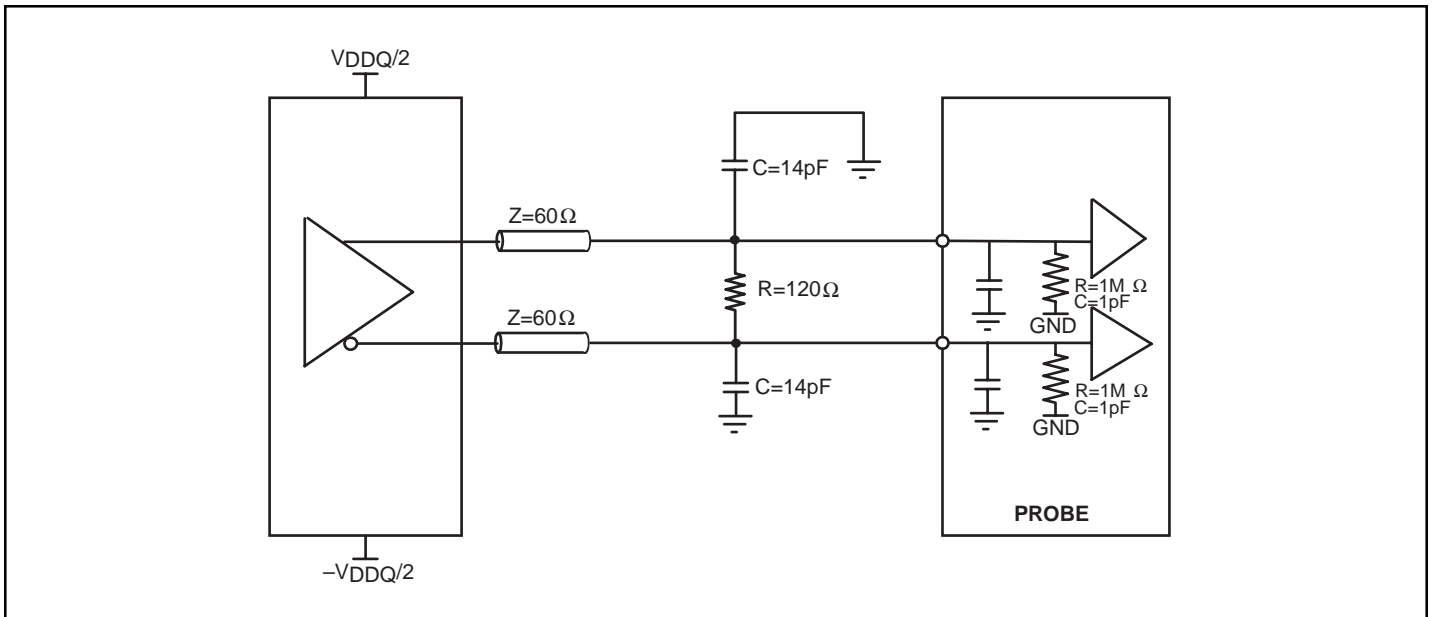 VDDQ/2
C=14pF
Z=60Ω
R=120Ω
Z=60Ω
C=14pF
R=1M Ω
C=1pF
GND
R=1M Ω
C=1pF
GND
PROBE
–VDDQ/2